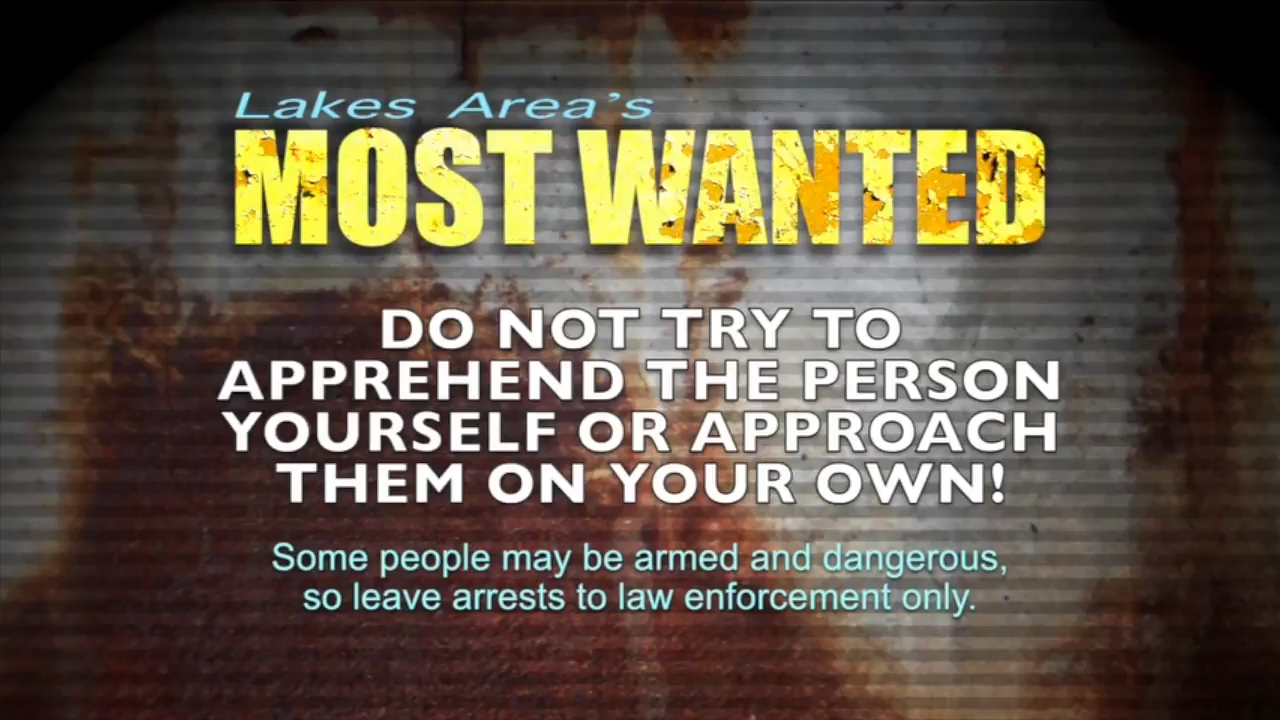 Lakes Area's
MOST WANTED
DO NOT TRY TO
APPREHEND THE PERSON
YOURSELF OR APPROACH
THEM ON YOUR OWN!
Some people may be armed and dangerous,
so leave arrests to law enforcement only.